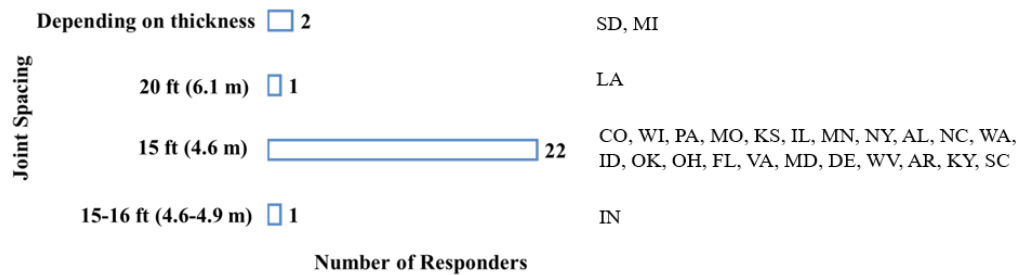 Depending on thickness 2 SD, MI
20 ft (6.1 m) 1 LA
15 ft (4.6 m) 22 CO, WI, PA, MO, KS, IL, MN, NY, AL, NC, WA,
ID, OK, OH, FL, VA, MD, DE, WV, AR, KY, SC
15-16 ft (4.6-4.9 m) 1 IN
Joint Spacing
Number of Responders